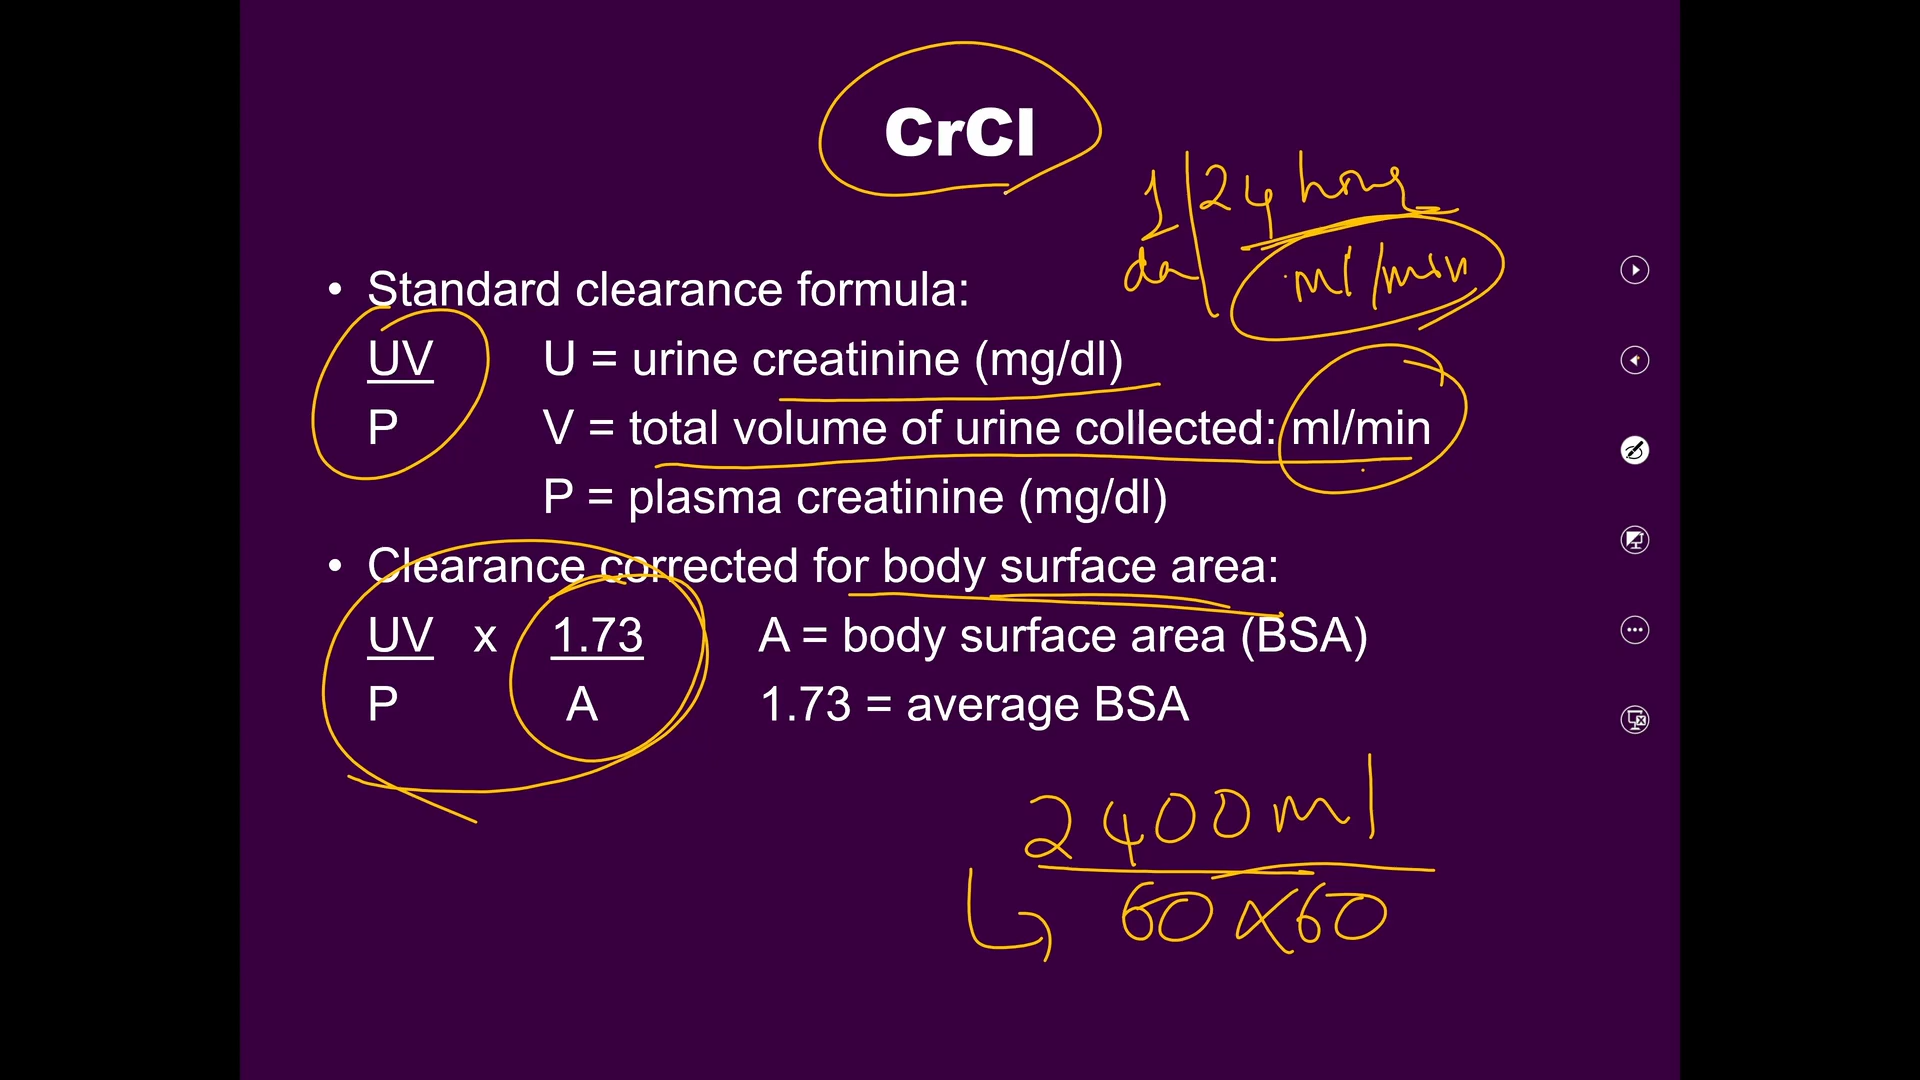 CrCl
1 24 hours
da ml/min
• Standard clearance formula:
UV U = urine creatinine (mg/dl)
P V = total volume of urine collected: ml/min
P = plasma creatinine (mg/dl)
• Clearance corrected for body surface area:
UV x 1.73 A = body surface area (BSA)
P A 1.73 = average BSA
2400ml
60x60